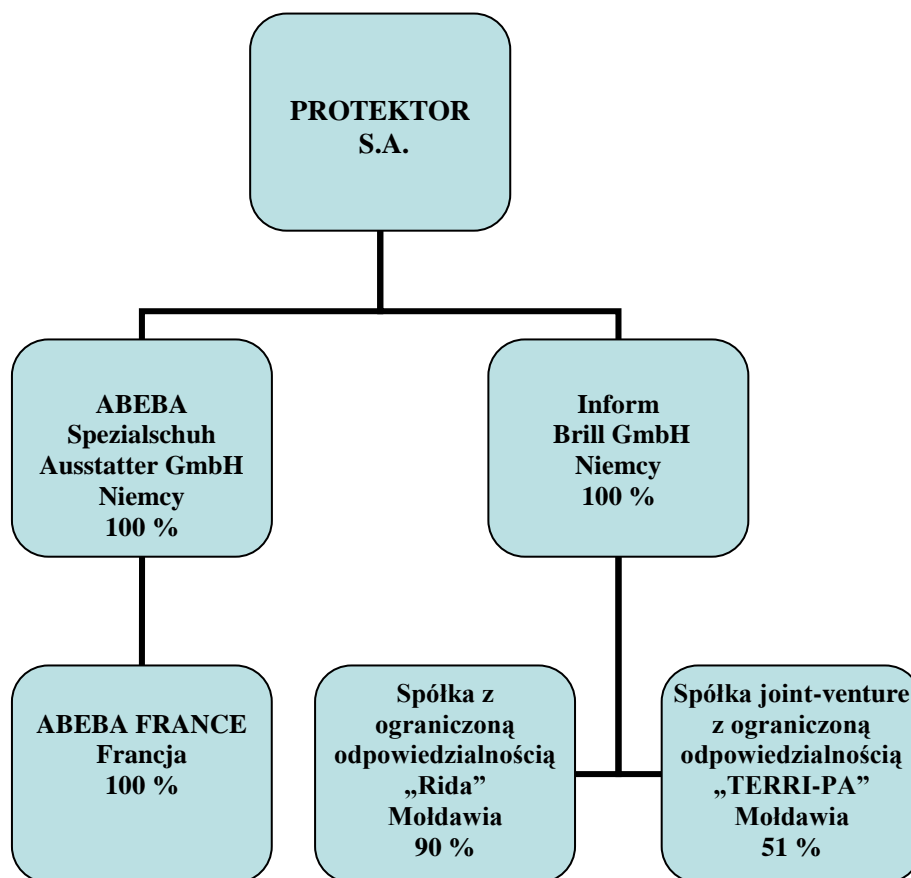 PROTEKTOR
S.A.
ABEBA
Spezialschuh
Ausstatter GmbH
Niemcy
100 %
Inform
Brill GmbH
Niemcy
100 %
ABEBA FRANCE
Francja
100 %
Spółka z
ograniczoną
odpowiedzialnością
„Rida”
Mołdawia
90 %
Spółka joint-venture
z ograniczoną
odpowiedzialnością
„TERRI-PA”
Mołdawia
51 %